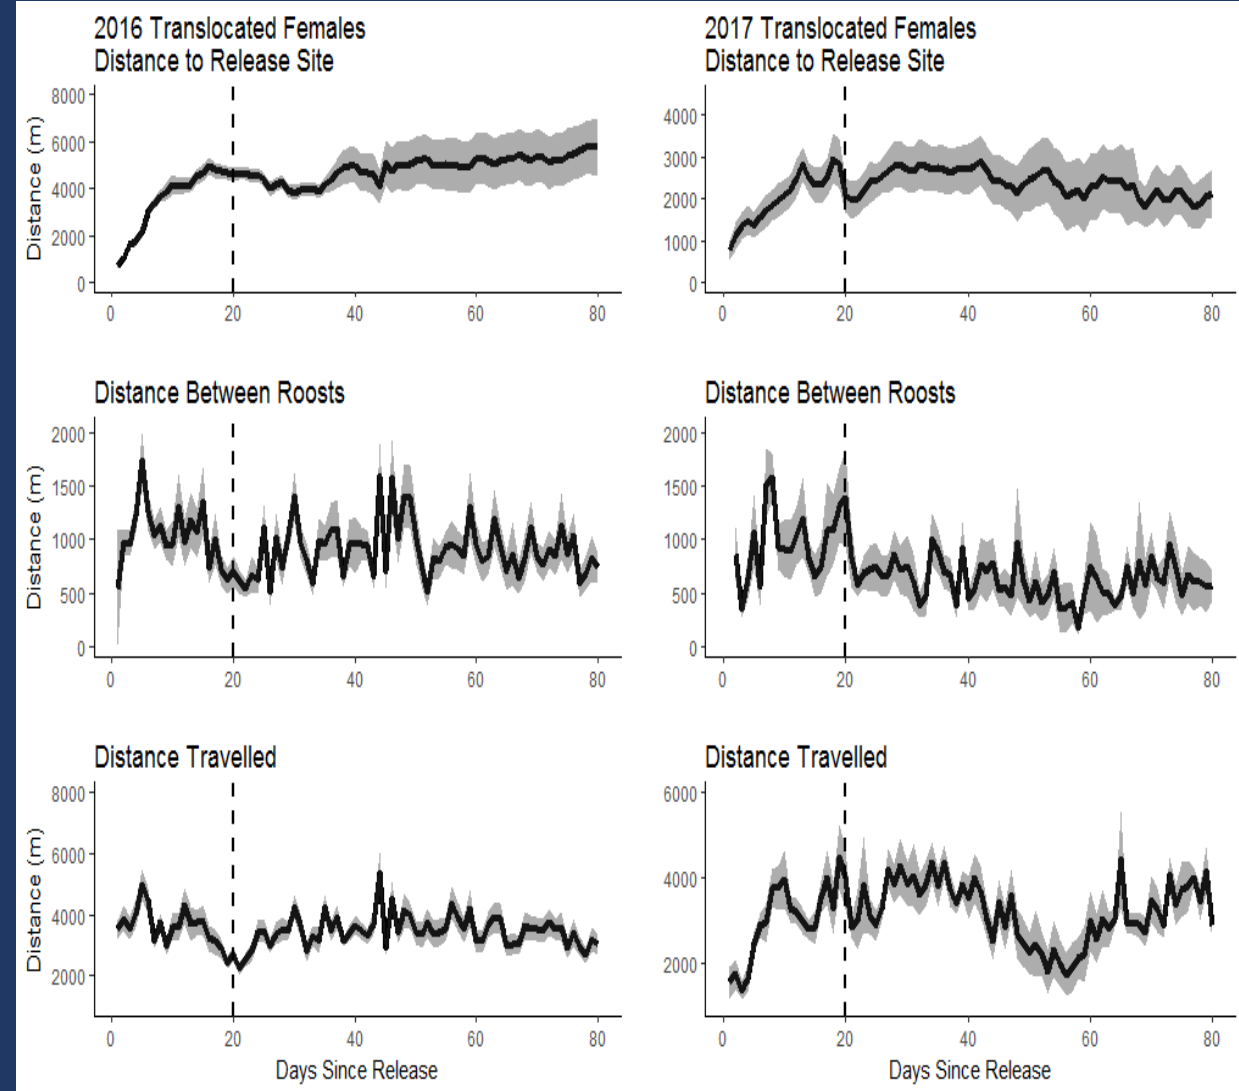 2016 Translocated Females
Distance to Release Site
8000
6000
4000
2000
0
Distance (m)
0 20 40 60 80
2017 Translocated Females
Distance to Release Site
4000
3000
2000
1000
0
0 20 40 60 80
Distance Between Roosts
2000
1500
1000
500
0
Distance (m)
0 20 40 60 80
Distance Between Roosts
2000
1500
1000
500
0
0 20 40 60 80
Distance Travelled
8000
6000
4000
2000
Distance (m)
0 20 40 60 80
Days Since Release
Distance Travelled
6000
4000
2000
0 20 40 60 80
Days Since Release